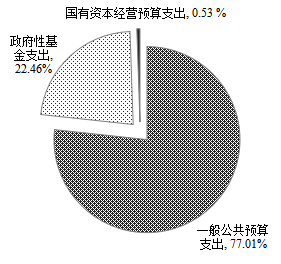 国有资本经营预算支出, 0.53 %
政府性基
金支出,
22.46%
一般公共预算
支出, 77.01%